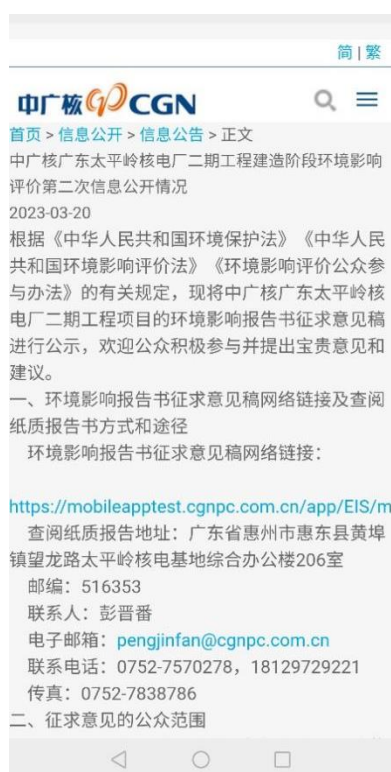 简 | 繁
中广核 CGN
首页 > 信息公开 > 信息公告 > 正文
中广核广东太平岭核电厂二期工程建造阶段环境影响
评价第二次信息公开情况
2023-03-20
根据《中华人民共和国环境保护法》《中华人民
共和国环境影响评价法》《环境影响评价公众参
与办法》的有关规定，现将中广核广东太平岭核
电厂二期工程项目的环境影响报告书征求意见稿
进行公示，欢迎公众积极参与并提出宝贵意见和
建议。
一、环境影响报告书征求意见稿网络链接及查阅
纸质报告书方式和途径
环境影响报告书征求意见稿网络链接：
https://mobileapptest.cgnpc.com.cn/app/EIS/m
查阅纸质报告地址：广东省惠州市惠东县黄埠
镇望龙路太平岭核电基地综合办公楼206室
邮编：516353
联系人：彭晋番
电子邮箱：pengjinfan@cgnpc.com.cn
联系电话：0752-7570278，18129729221
传真：0752-7838786
二、征求意见的公众范围